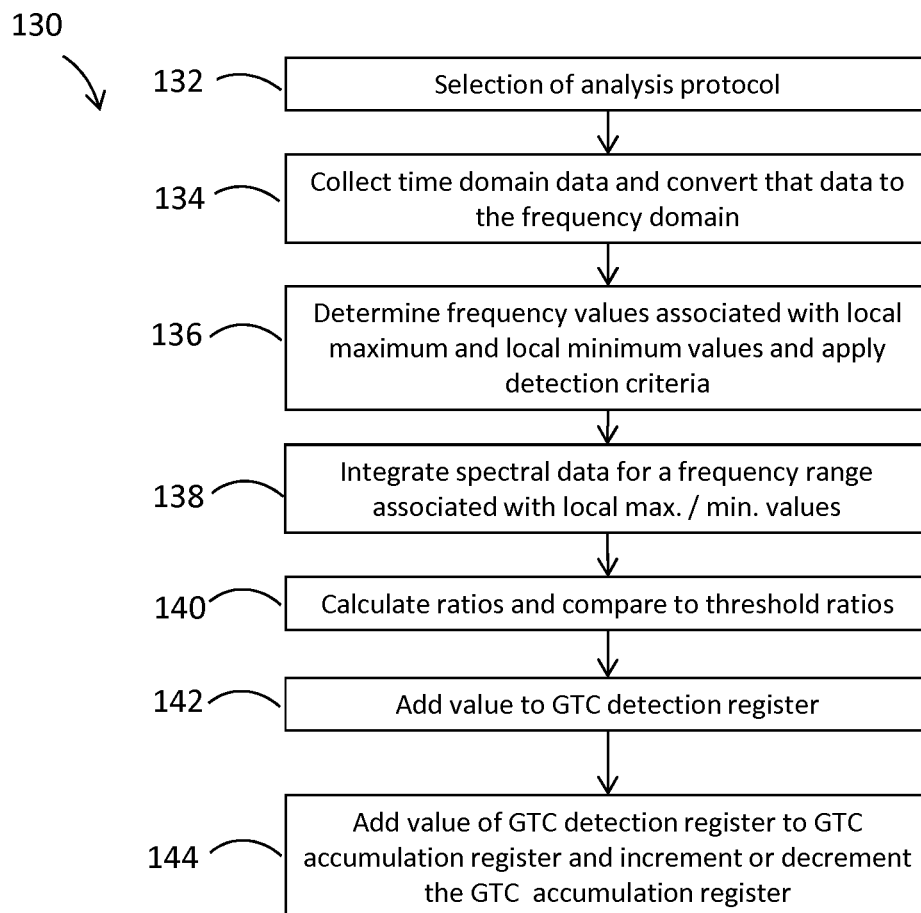 130
132
Selection of analysis protocol
134
Collect time domain data and convert that data to
the frequency domain
136
Determine frequency values associated with local
maximum and local minimum values and apply
detection criteria
138
Integrate spectral data for a frequency range
associated with local max. / min. values
140
Calculate ratios and compare to threshold ratios
142
Add value to GTC detection register
144
Add value of GTC detection register to GTC
accumulation register and increment or decrement
the GTC accumulation register